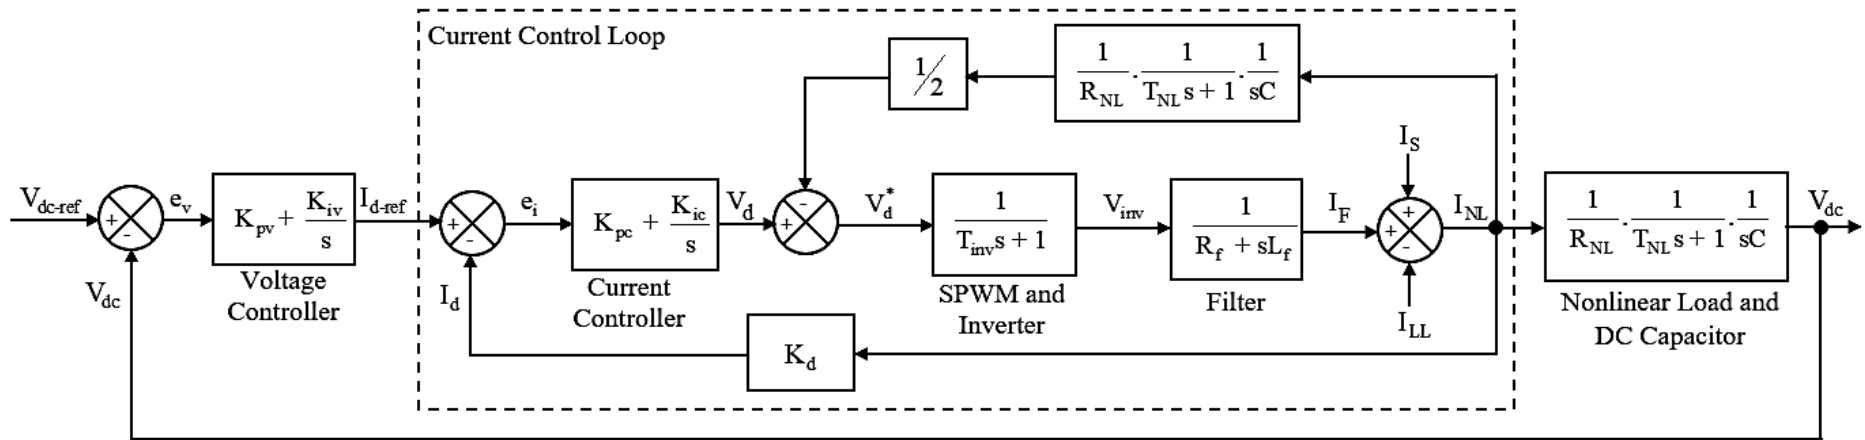 Current Control Loop
1/2
1 / R_NL · 1 / T_NL s + 1 · 1 / sC
I_S
V_dc-ref
+
-
e_v
K_pv + K_iv / s
I_d-ref
+
-
e_i
K_pc + K_ic / s
V_d
-
+
V_d^*
1 / T_inv s + 1
V_inv
1 / R_f + sL_f
I_F
+
+
-
I_NL
1 / R_NL · 1 / T_NL s + 1 · 1 / sC
V_dc
Voltage
Controller
V_dc
I_d
Current
Controller
SPWM and
Inverter
Filter
I_LL
Nonlinear Load and
DC Capacitor
K_d